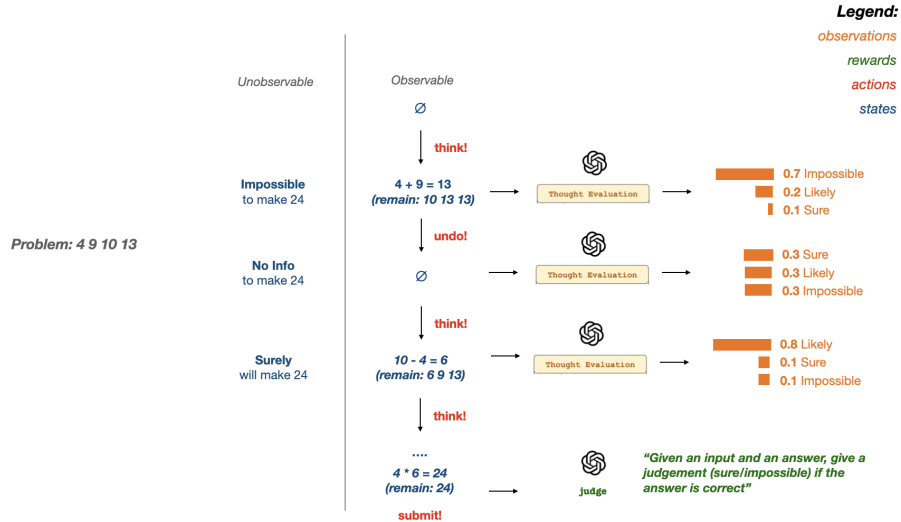 Legend:
observations
rewards
actions
states
Unobservable
Observable
∅
think!
Impossible
to make 24
4 + 9 = 13
(remain: 10 13 13)
Thought Evaluation
0.7 Impossible
0.2 Likely
0.1 Sure
undo!
Problem: 4 9 10 13
No Info
to make 24
∅
Thought Evaluation
0.3 Sure
0.3 Likely
0.3 Impossible
think!
Surely
will make 24
10 - 4 = 6
(remain: 6 9 13)
Thought Evaluation
0.8 Likely
0.1 Sure
0.1 Impossible
think!
....
4 * 6 = 24
(remain: 24)
judge
“Given an input and an answer, give a
judgement (sure/impossible) if the
answer is correct”
submit!